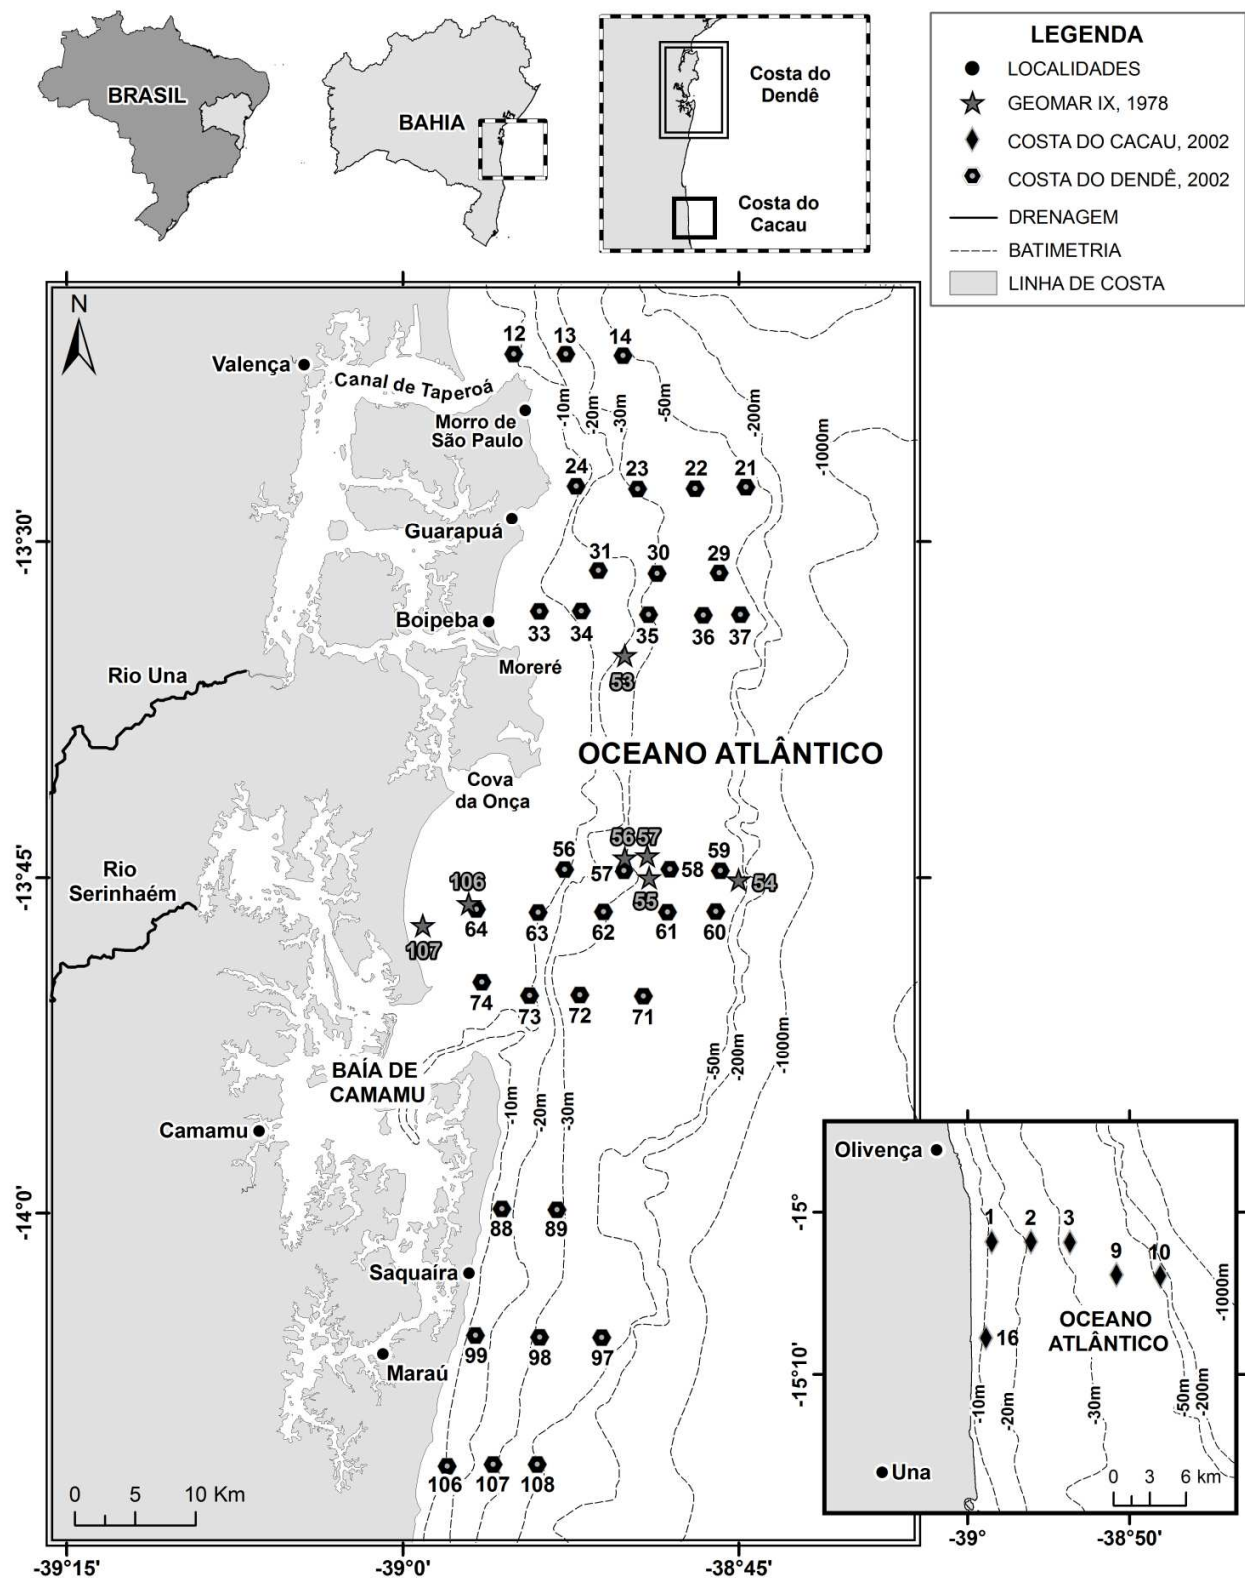 BRASIL
BAHIA
Costa do
Dendê
Costa do
Cacau
LEGENDA
LOCALIDADES
GEOMAR IX, 1978
COSTA DO CACAU, 2002
COSTA DO DENDÊ, 2002
DRENAGEM
BATIMETRIA
LINHA DE COSTA
N
12 13 14
Valença
Canal de Taperoá
Morro de
São Paulo
-10m
-20m
-30m
-50m
-200m
-1000m
24 23 22 21
Guarapuá
-13°30'
31 30 29
Boipeba
33 34 35 36 37
Moreré
53
Rio Una
OCEANO ATLÂNTICO
Cova
da Onça
56 57
56 57 58 59
55 54
-13°45'
Rio
Serinhaém
106
64 63 62 61 60
107
74 73 72 71
BAÍA DE
CAMAMU
-10m
-20m
-30m
-50m
-200m
-1000m
Camamu
-14°0'
88 89
Saquaíra
99 98 97
Maraú
106 107 108
0 5 10 Km
-39°15' -39°0' -38°45'
Olivença
-15°
1 2 3
9 10
OCEANO
ATLÂNTICO
16
-1000m
-15°10'
-10m
-20m
-30m
-50m
-200m
Una
0 3 6 km
-39° -38°50'